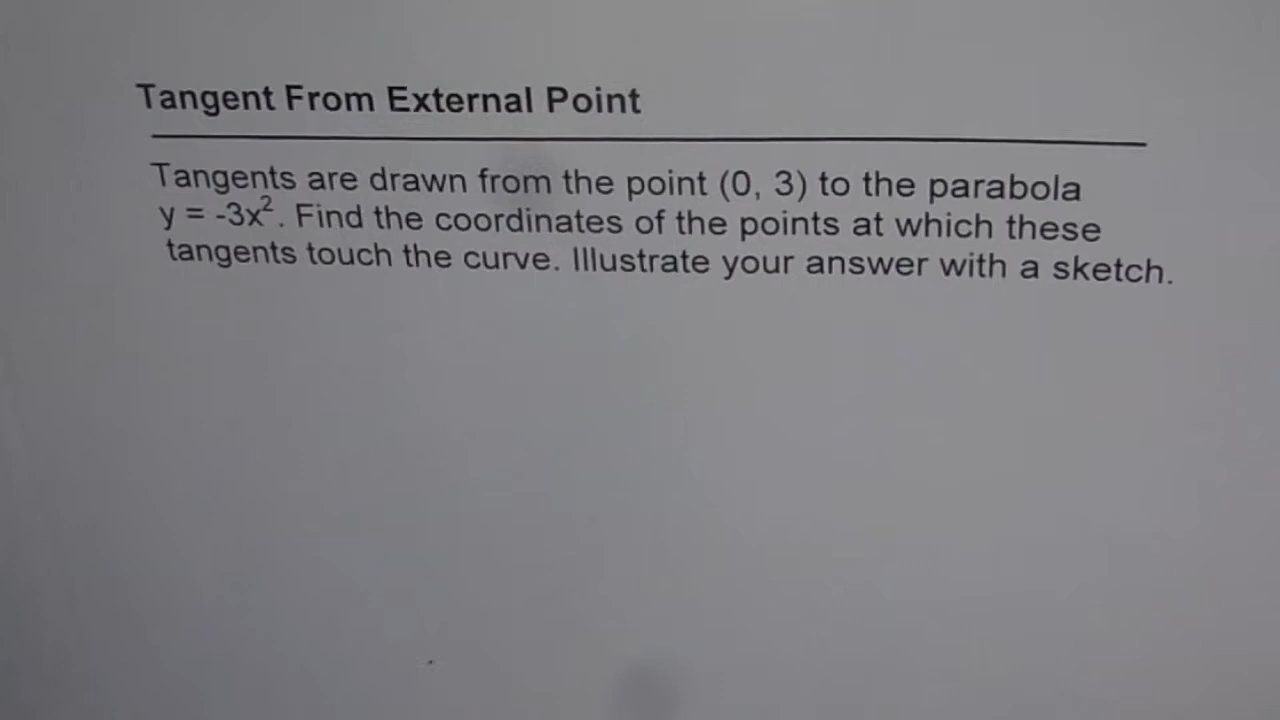 Tangent From External Point
Tangents are drawn from the point (0, 3) to the parabola
y = -3x². Find the coordinates of the points at which these
tangents touch the curve. Illustrate your answer with a sketch.